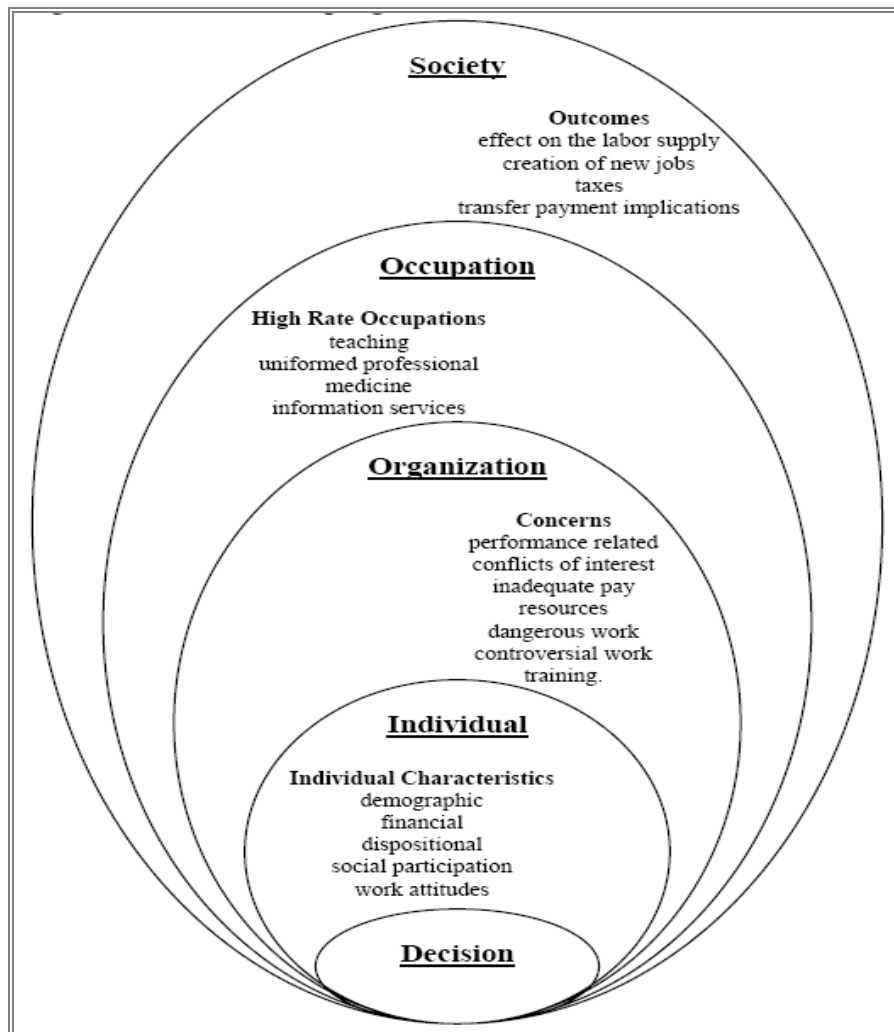 Society
Outcomes
effect on the labor supply
creation of new jobs
taxes
transfer payment implications
Occupation
High Rate Occupations
teaching
uniformed professional
medicine
information services
Organization
Concerns
performance related
conflicts of interest
inadequate pay
resources
dangerous work
controversial work
training.
Individual
Individual Characteristics
demographic
financial
dispositional
social participation
work attitudes
Decision